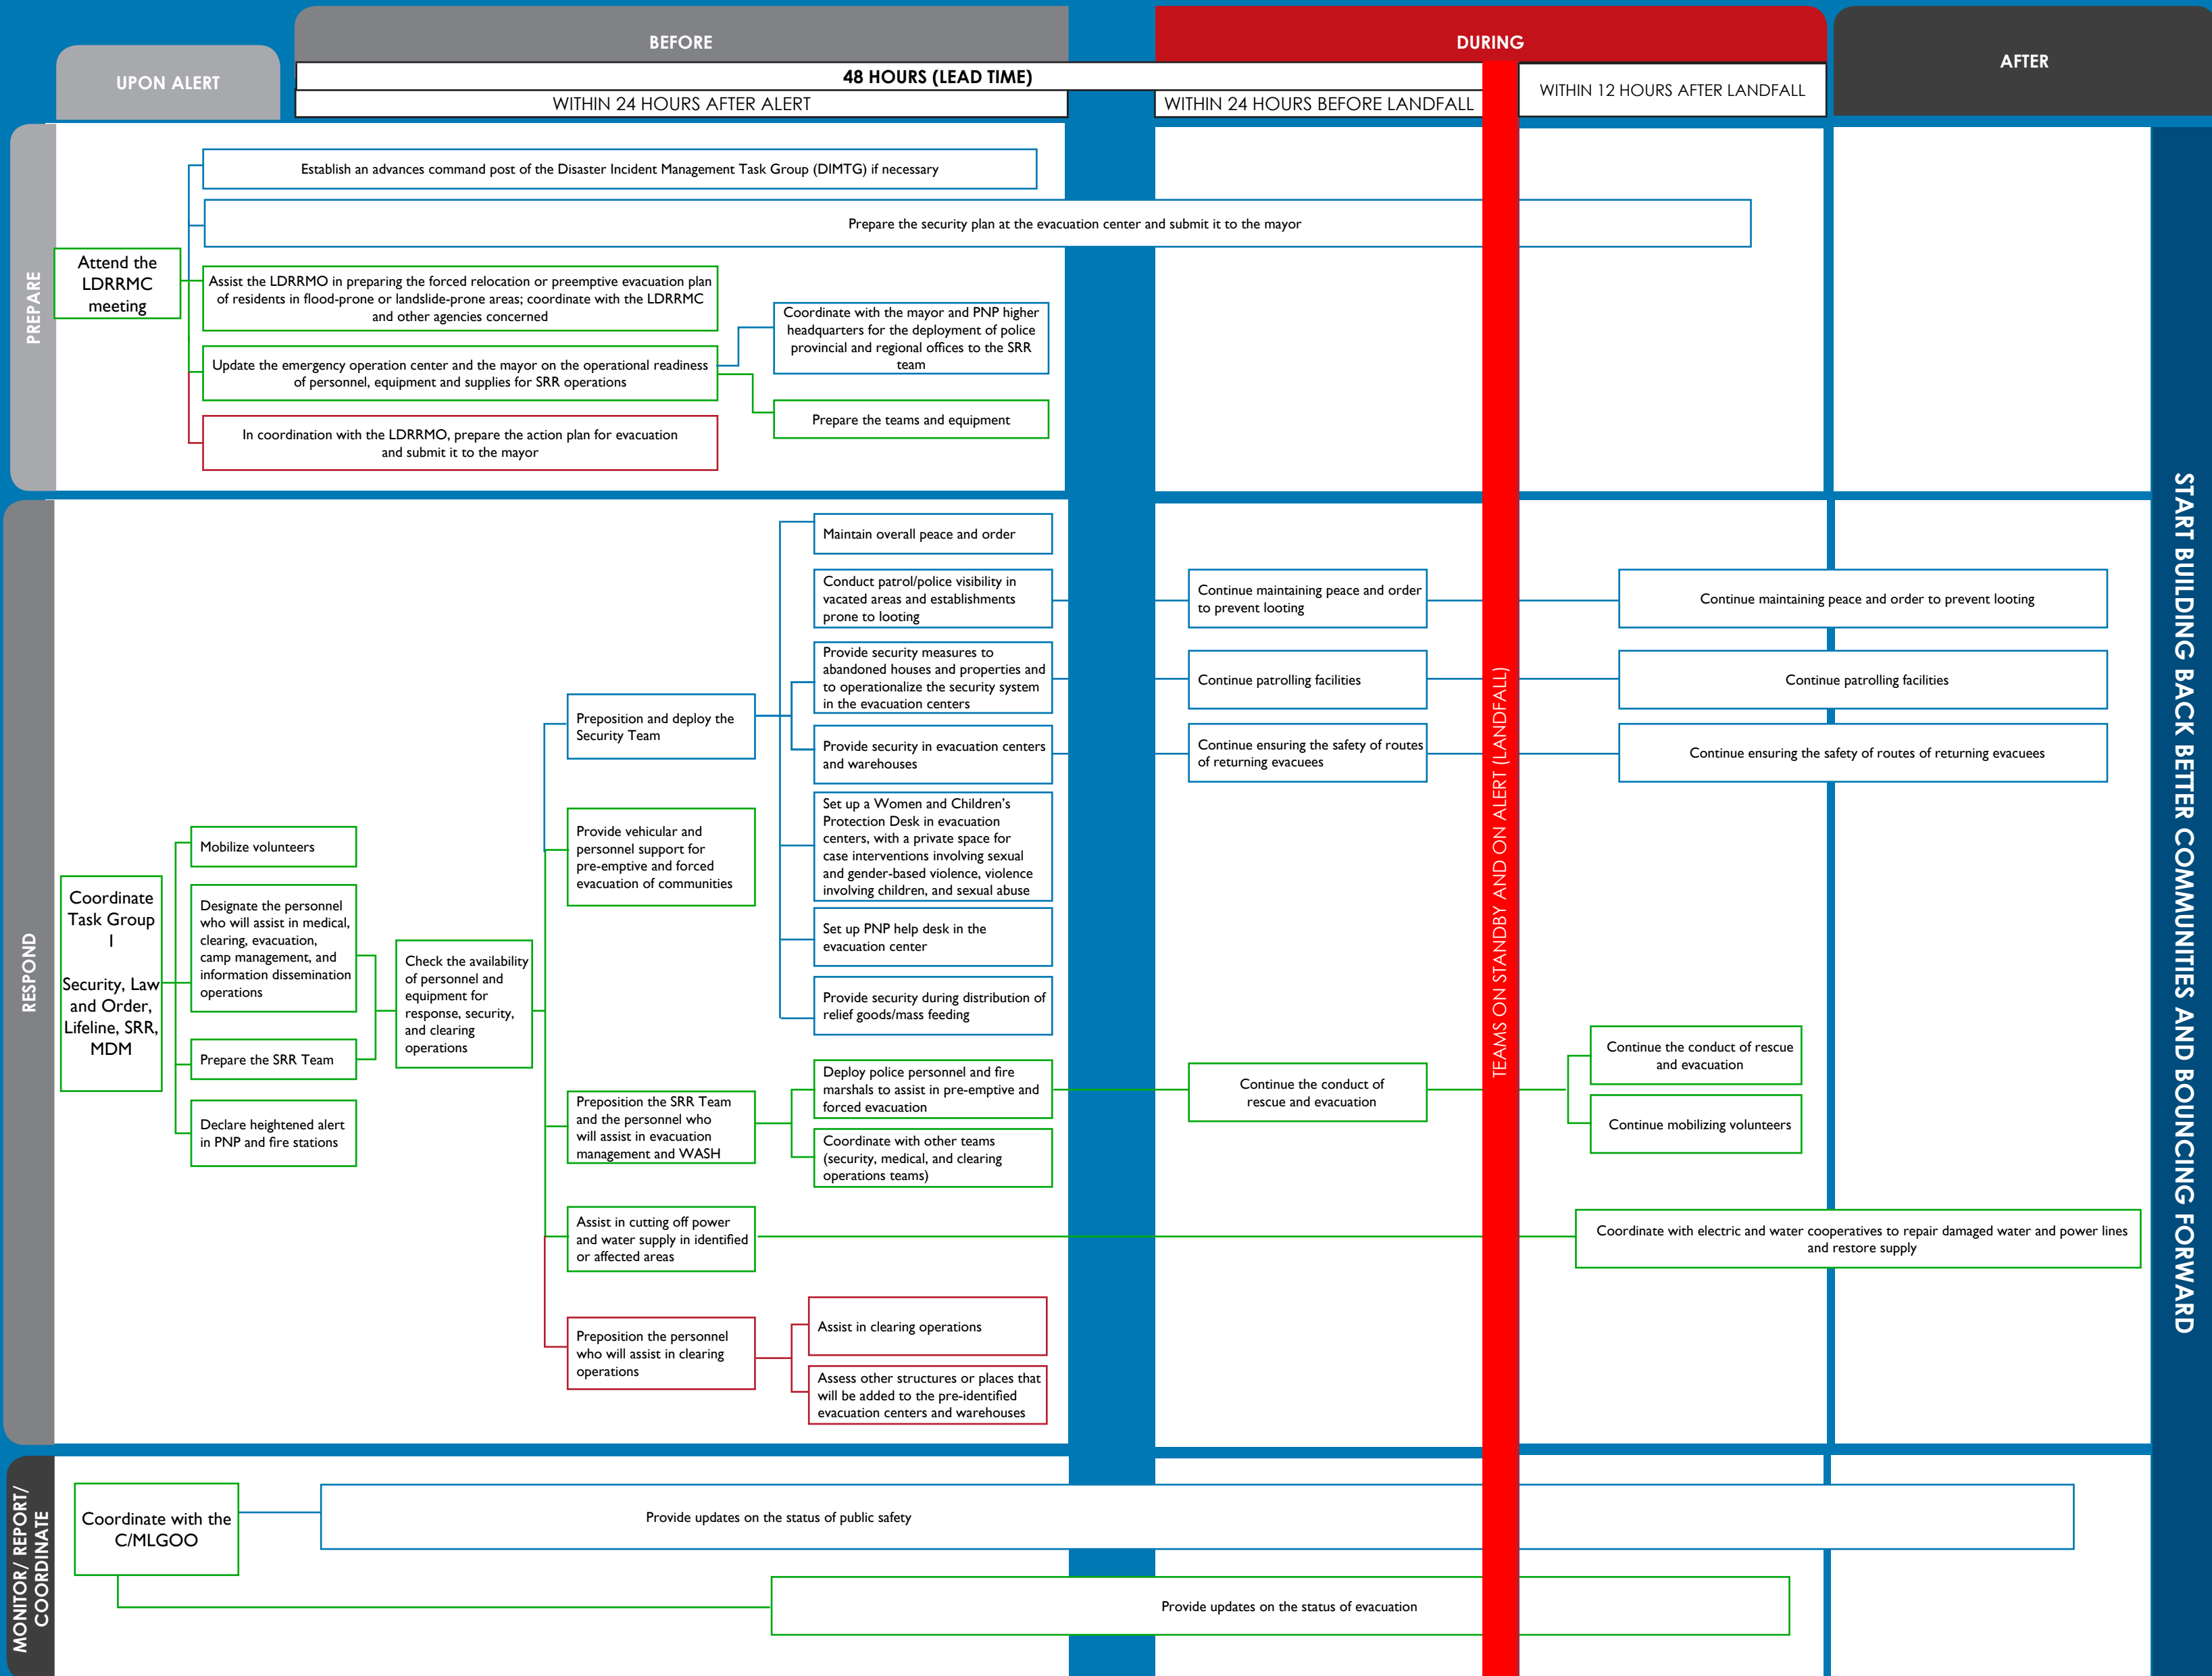 BEFORE
DURING
AFTER
UPON ALERT
48 HOURS (LEAD TIME)
WITHIN 24 HOURS AFTER ALERT
WITHIN 24 HOURS BEFORE LANDFALL
WITHIN 12 HOURS AFTER LANDFALL
PREPARE
Attend the
LDRRMC
meeting
Establish an advances command post of the Disaster Incident Management Task Group (DIMTG) if necessary
Prepare the security plan at the evacuation center and submit it to the mayor
Assist the LDRRMO in preparing the forced relocation or preemptive evacuation plan
of residents in flood-prone or landslide-prone areas; coordinate with the LDRRMC
and other agencies concerned
Update the emergency operation center and the mayor on the operational readiness
of personnel, equipment and supplies for SRR operations
In coordination with the LDRRMO, prepare the action plan for evacuation
and submit it to the mayor
Coordinate with the mayor and PNP higher
headquarters for the deployment of police
provincial and regional offices to the SRR
team
Prepare the teams and equipment
RESPOND
Coordinate
Task Group
I
Security, Law
and Order,
Lifeline, SRR,
MDM
Mobilize volunteers
Designate the personnel
who will assist in medical,
clearing, evacuation,
camp management, and
information dissemination
operations
Prepare the SRR Team
Declare heightened alert
in PNP and fire stations
Check the availability
of personnel and
equipment for
response, security,
and clearing
operations
Preposition and deploy the
Security Team
Provide vehicular and
personnel support for
pre-emptive and forced
evacuation of communities
Preposition the SRR Team
and the personnel who
will assist in evacuation
management and WASH
Assist in cutting off power
and water supply in identified
or affected areas
Preposition the personnel
who will assist in clearing
operations
Maintain overall peace and order
Conduct patrol/police visibility in
vacated areas and establishments
prone to looting
Provide security measures to
abandoned houses and properties and
to operationalize the security system
in the evacuation centers
Provide security in evacuation centers
and warehouses
Set up a Women and Children's
Protection Desk in evacuation
centers, with a private space for
case interventions involving sexual
and gender-based violence, violence
involving children, and sexual abuse
Set up PNP help desk in the
evacuation center
Provide security during distribution of
relief goods/mass feeding
Deploy police personnel and fire
marshals to assist in pre-emptive and
forced evacuation
Coordinate with other teams
(security, medical, and clearing
operations teams)
Assist in clearing operations
Assess other structures or places that
will be added to the pre-identified
evacuation centers and warehouses
Continue maintaining peace and order
to prevent looting
Continue patrolling facilities
Continue ensuring the safety of routes
of returning evacuees
Continue the conduct of
rescue and evacuation
TEAMS ON STANDBY AND ON ALERT (LANDFALL)
Continue maintaining peace and order to prevent looting
Continue patrolling facilities
Continue ensuring the safety of routes of returning evacuees
Continue the conduct of rescue
and evacuation
Continue mobilizing volunteers
Coordinate with electric and water cooperatives to repair damaged water and power lines
and restore supply
START BUILDING BACK BETTER COMMUNITIES AND BOUNCING FORWARD
MONITOR/ REPORT/
COORDINATE
Coordinate with the
C/MLGOO
Provide updates on the status of public safety
Provide updates on the status of evacuation